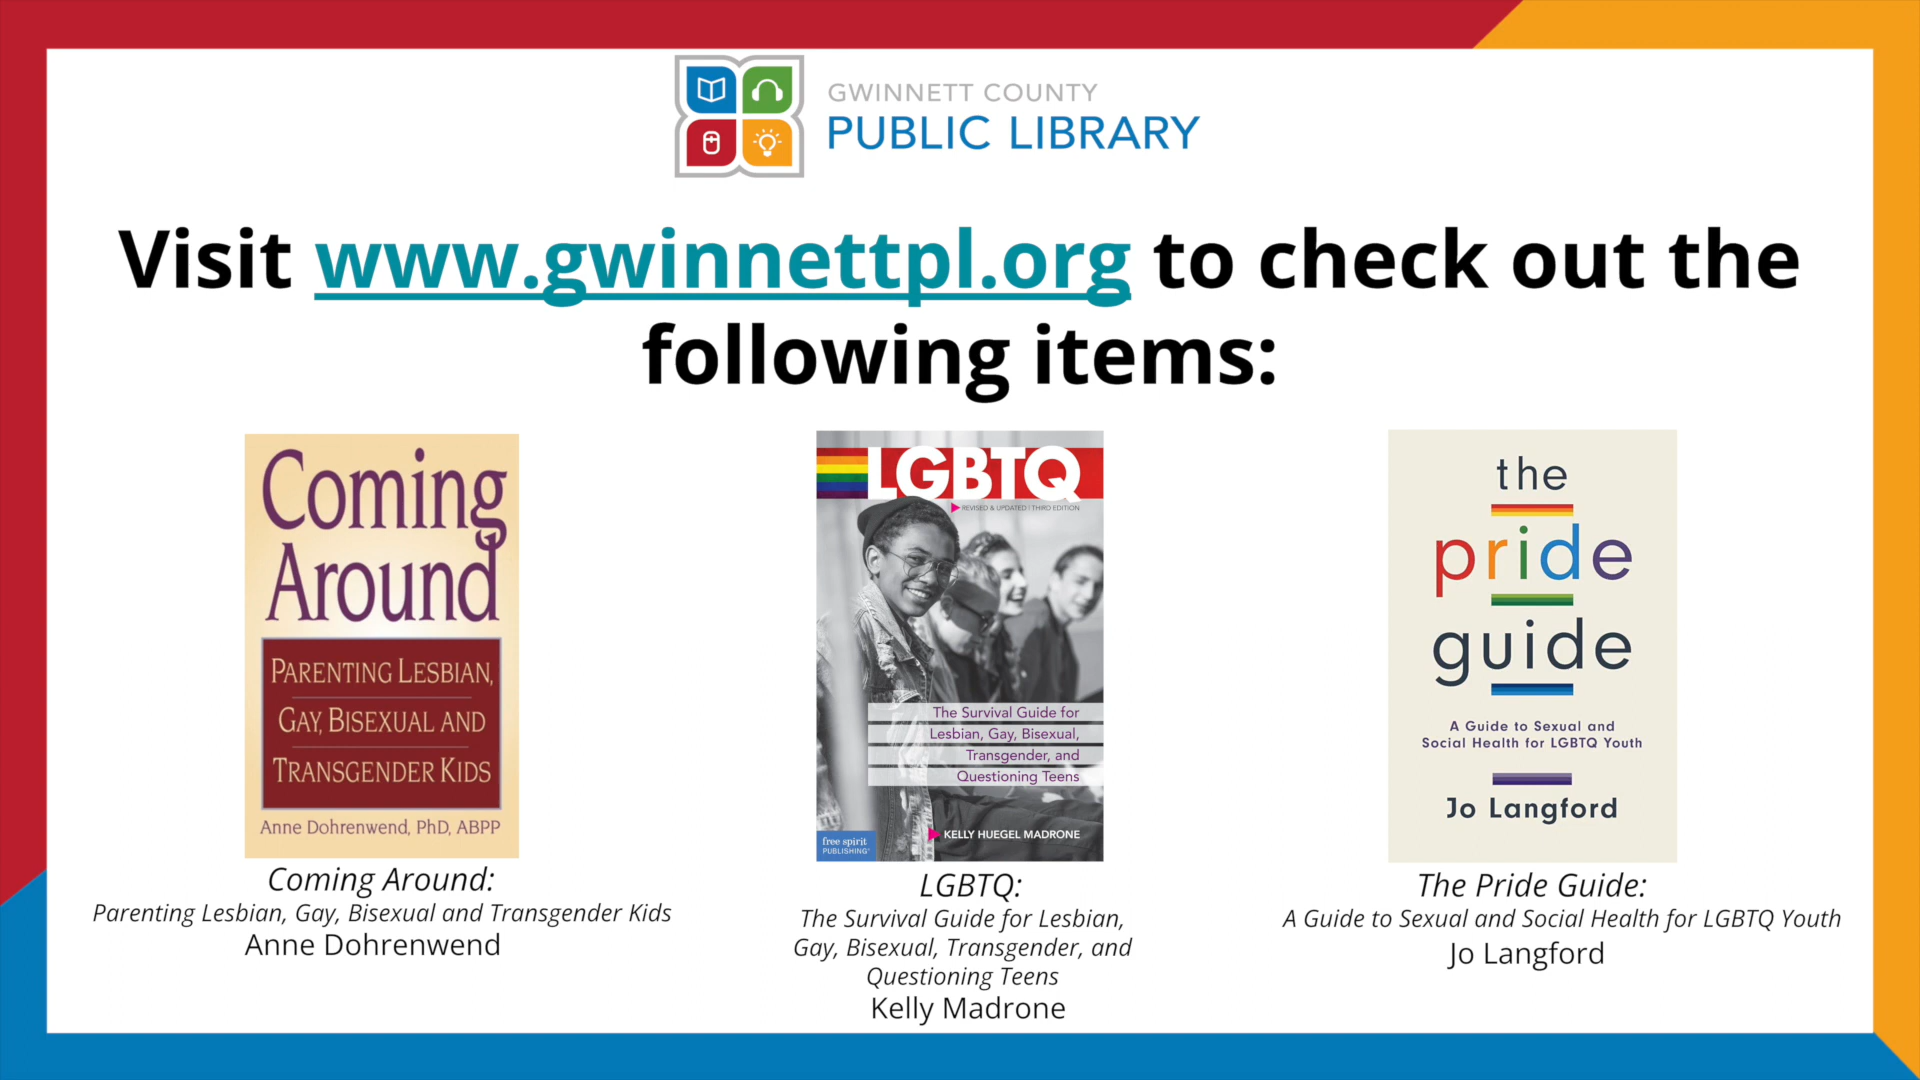 GWINNETT COUNTY
PUBLIC LIBRARY
Visit www.gwinnettpl.org to check out the
following items:
Coming
Around
PARENTING LESBIAN,
GAY, BISEXUAL AND
TRANSGENDER KIDS
Anne Dohrenwend, PhD, ABPP
Coming Around:
Parenting Lesbian, Gay, Bisexual and Transgender Kids
Anne Dohrenwend
LGBTQ
REVISED & UPDATED | THIRD EDITION
The Survival Guide for
Lesbian, Gay, Bisexual,
Transgender, and
Questioning Teens
KELLY HUEGEL MADRONE
free spirit
PUBLISHING®
LGBTQ:
The Survival Guide for Lesbian,
Gay, Bisexual, Transgender, and
Questioning Teens
Kelly Madrone
the
pride
guide
A Guide to Sexual and
Social Health for LGBTQ Youth
Jo Langford
The Pride Guide:
A Guide to Sexual and Social Health for LGBTQ Youth
Jo Langford